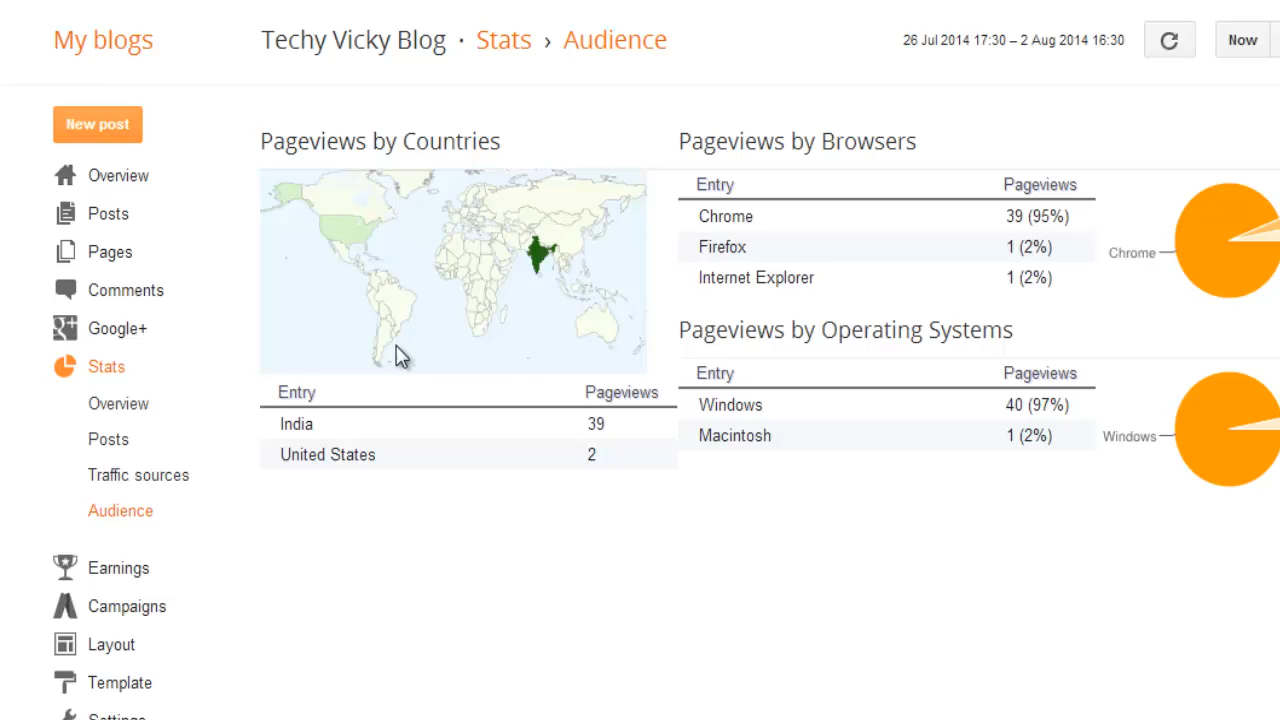 My blogs
Techy Vicky Blog · Stats › Audience
26 Jul 2014 17:30 – 2 Aug 2014 16:30
Now
New post
Overview
Posts
Pages
Comments
Google+
Stats
Overview
Posts
Traffic sources
Audience
Earnings
Campaigns
Layout
Template
Settings
Pageviews by Countries
Entry Pageviews
India 39
United States 2
Pageviews by Browsers
Entry Pageviews
Chrome 39 (95%)
Firefox 1 (2%)
Internet Explorer 1 (2%)
Chrome
Pageviews by Operating Systems
Entry Pageviews
Windows 40 (97%)
Macintosh 1 (2%)
Windows